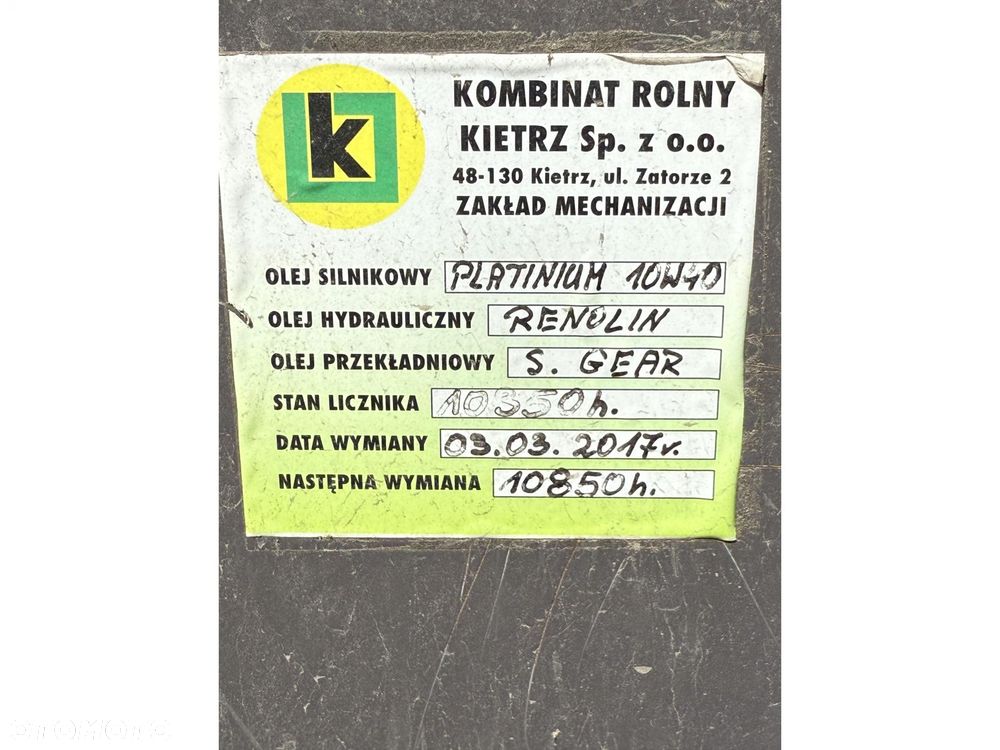 k
KOMBINAT ROLNY
KIETRZ Sp. z o.o.
48-130 Kietrz, ul. Zatorze 2
ZAKŁAD MECHANIZACJI
OLEJ SILNIKOWY PLATINIUM 10W40
OLEJ HYDRAULICZNY RENOLIN
OLEJ PRZEKŁADNIOWY S. GEAR
STAN LICZNIKA 10350h.
DATA WYMIANY 03.03.2017r.
NASTĘPNA WYMIANA 10850h.
OTOMOTO